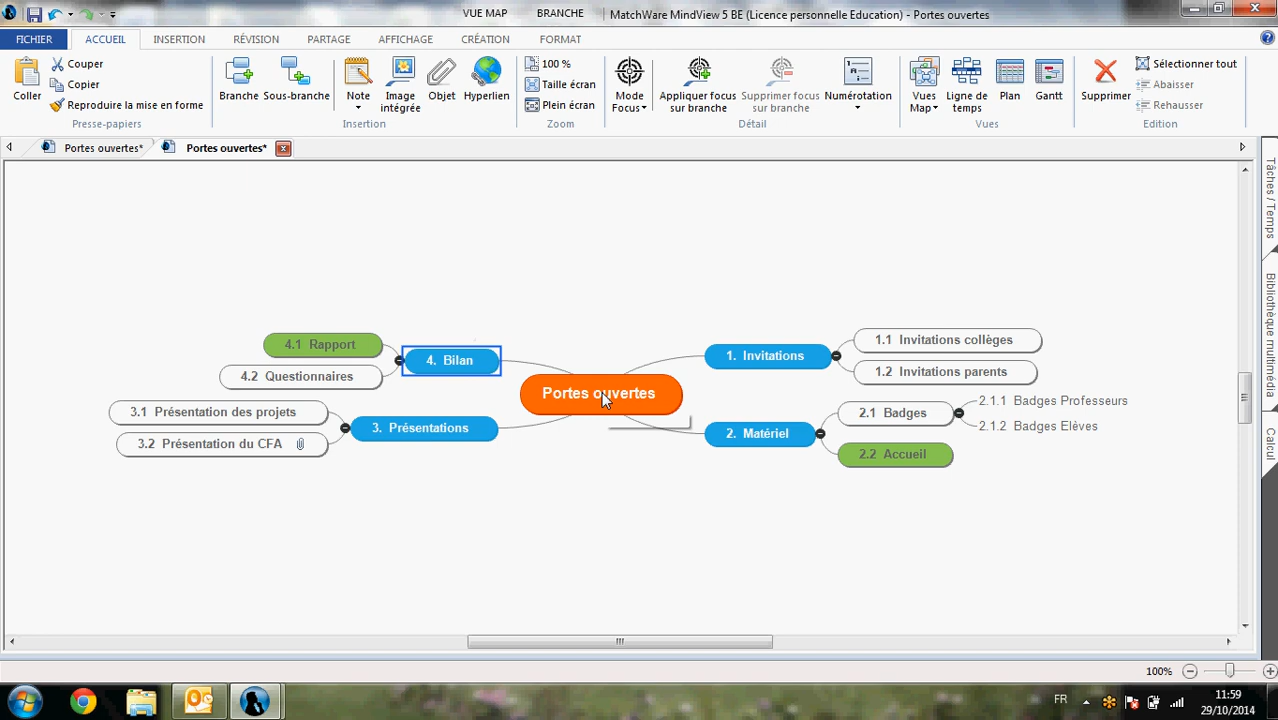 VUE MAP BRANCHE MatchWare MindView 5 BE (Licence personnelle Education) - Portes ouvertes
FICHIER ACCUEIL INSERTION RÉVISION PARTAGE AFFICHAGE CRÉATION FORMAT
Coller
Couper
Copier
Reproduire la mise en forme
Presse-papiers
Branche
Sous-branche
Note
Image
intégrée
Objet
Hyperlien
Insertion
100 %
Taille écran
Plein écran
Zoom
Mode
Focus
Appliquer focus
sur branche
Supprimer focus
sur branche
Numérotation
Détail
Vues
Map
Ligne de
temps
Plan
Gantt
Vues
Supprimer
Sélectionner tout
Abaisser
Rehausser
Edition
Portes ouvertes*
Portes ouvertes*
Tâches / Temps
Bibliothèque multimédia
Calcul
4.1 Rapport
4.2 Questionnaires
4. Bilan
3.1 Présentation des projets
3.2 Présentation du CFA
3. Présentations
Portes ouvertes
1. Invitations
1.1 Invitations collèges
1.2 Invitations parents
2. Matériel
2.1 Badges
2.1.1 Badges Professeurs
2.1.2 Badges Elèves
2.2 Accueil
100%
FR
11:59
29/10/2014